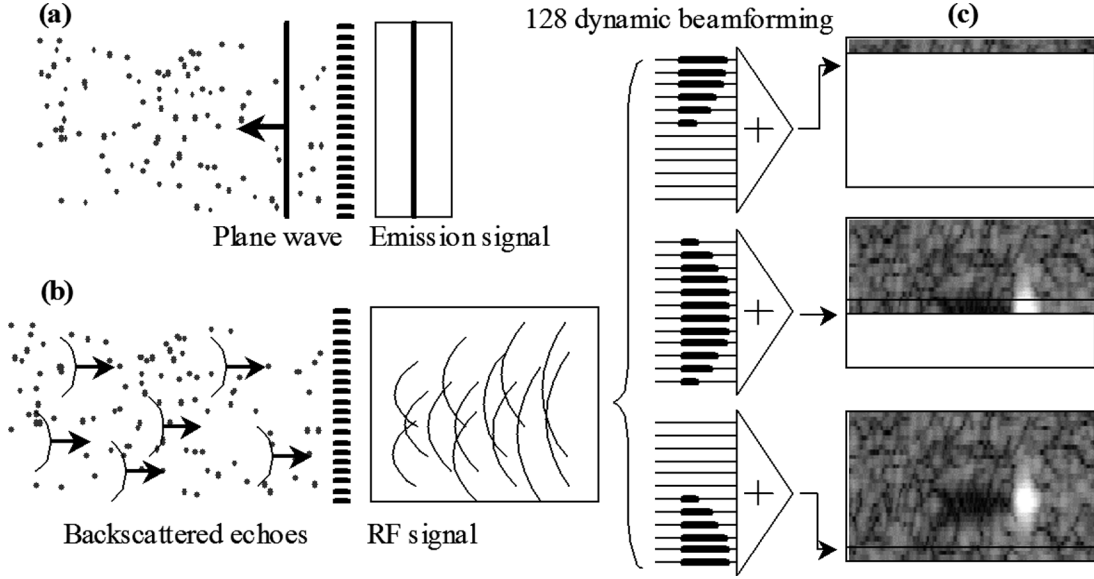 (a)
128 dynamic beamforming
(c)
Plane wave
Emission signal
(b)
Backscattered echoes
RF signal